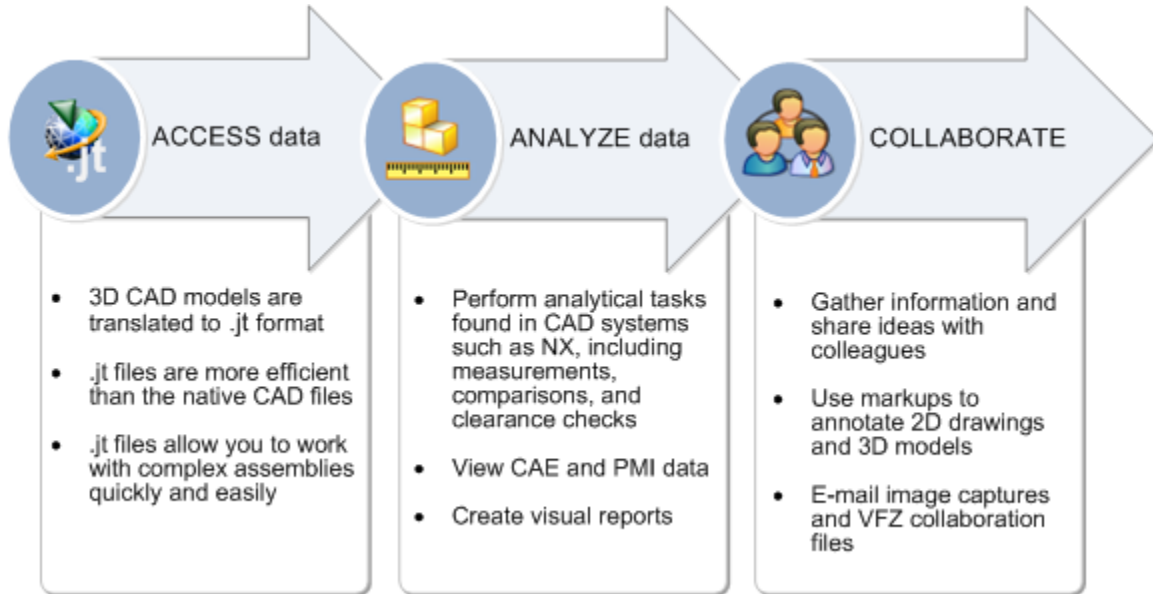 .jt
ACCESS data
3D CAD models are
translated to .jt format
.jt files are more efficient
than the native CAD files
.jt files allow you to work
with complex assemblies
quickly and easily
ANALYZE data
Perform analytical tasks
found in CAD systems
such as NX, including
measurements,
comparisons, and
clearance checks
View CAE and PMI data
Create visual reports
COLLABORATE
Gather information and
share ideas with
colleagues
Use markups to
annotate 2D drawings
and 3D models
E-mail image captures
and VFZ collaboration
files